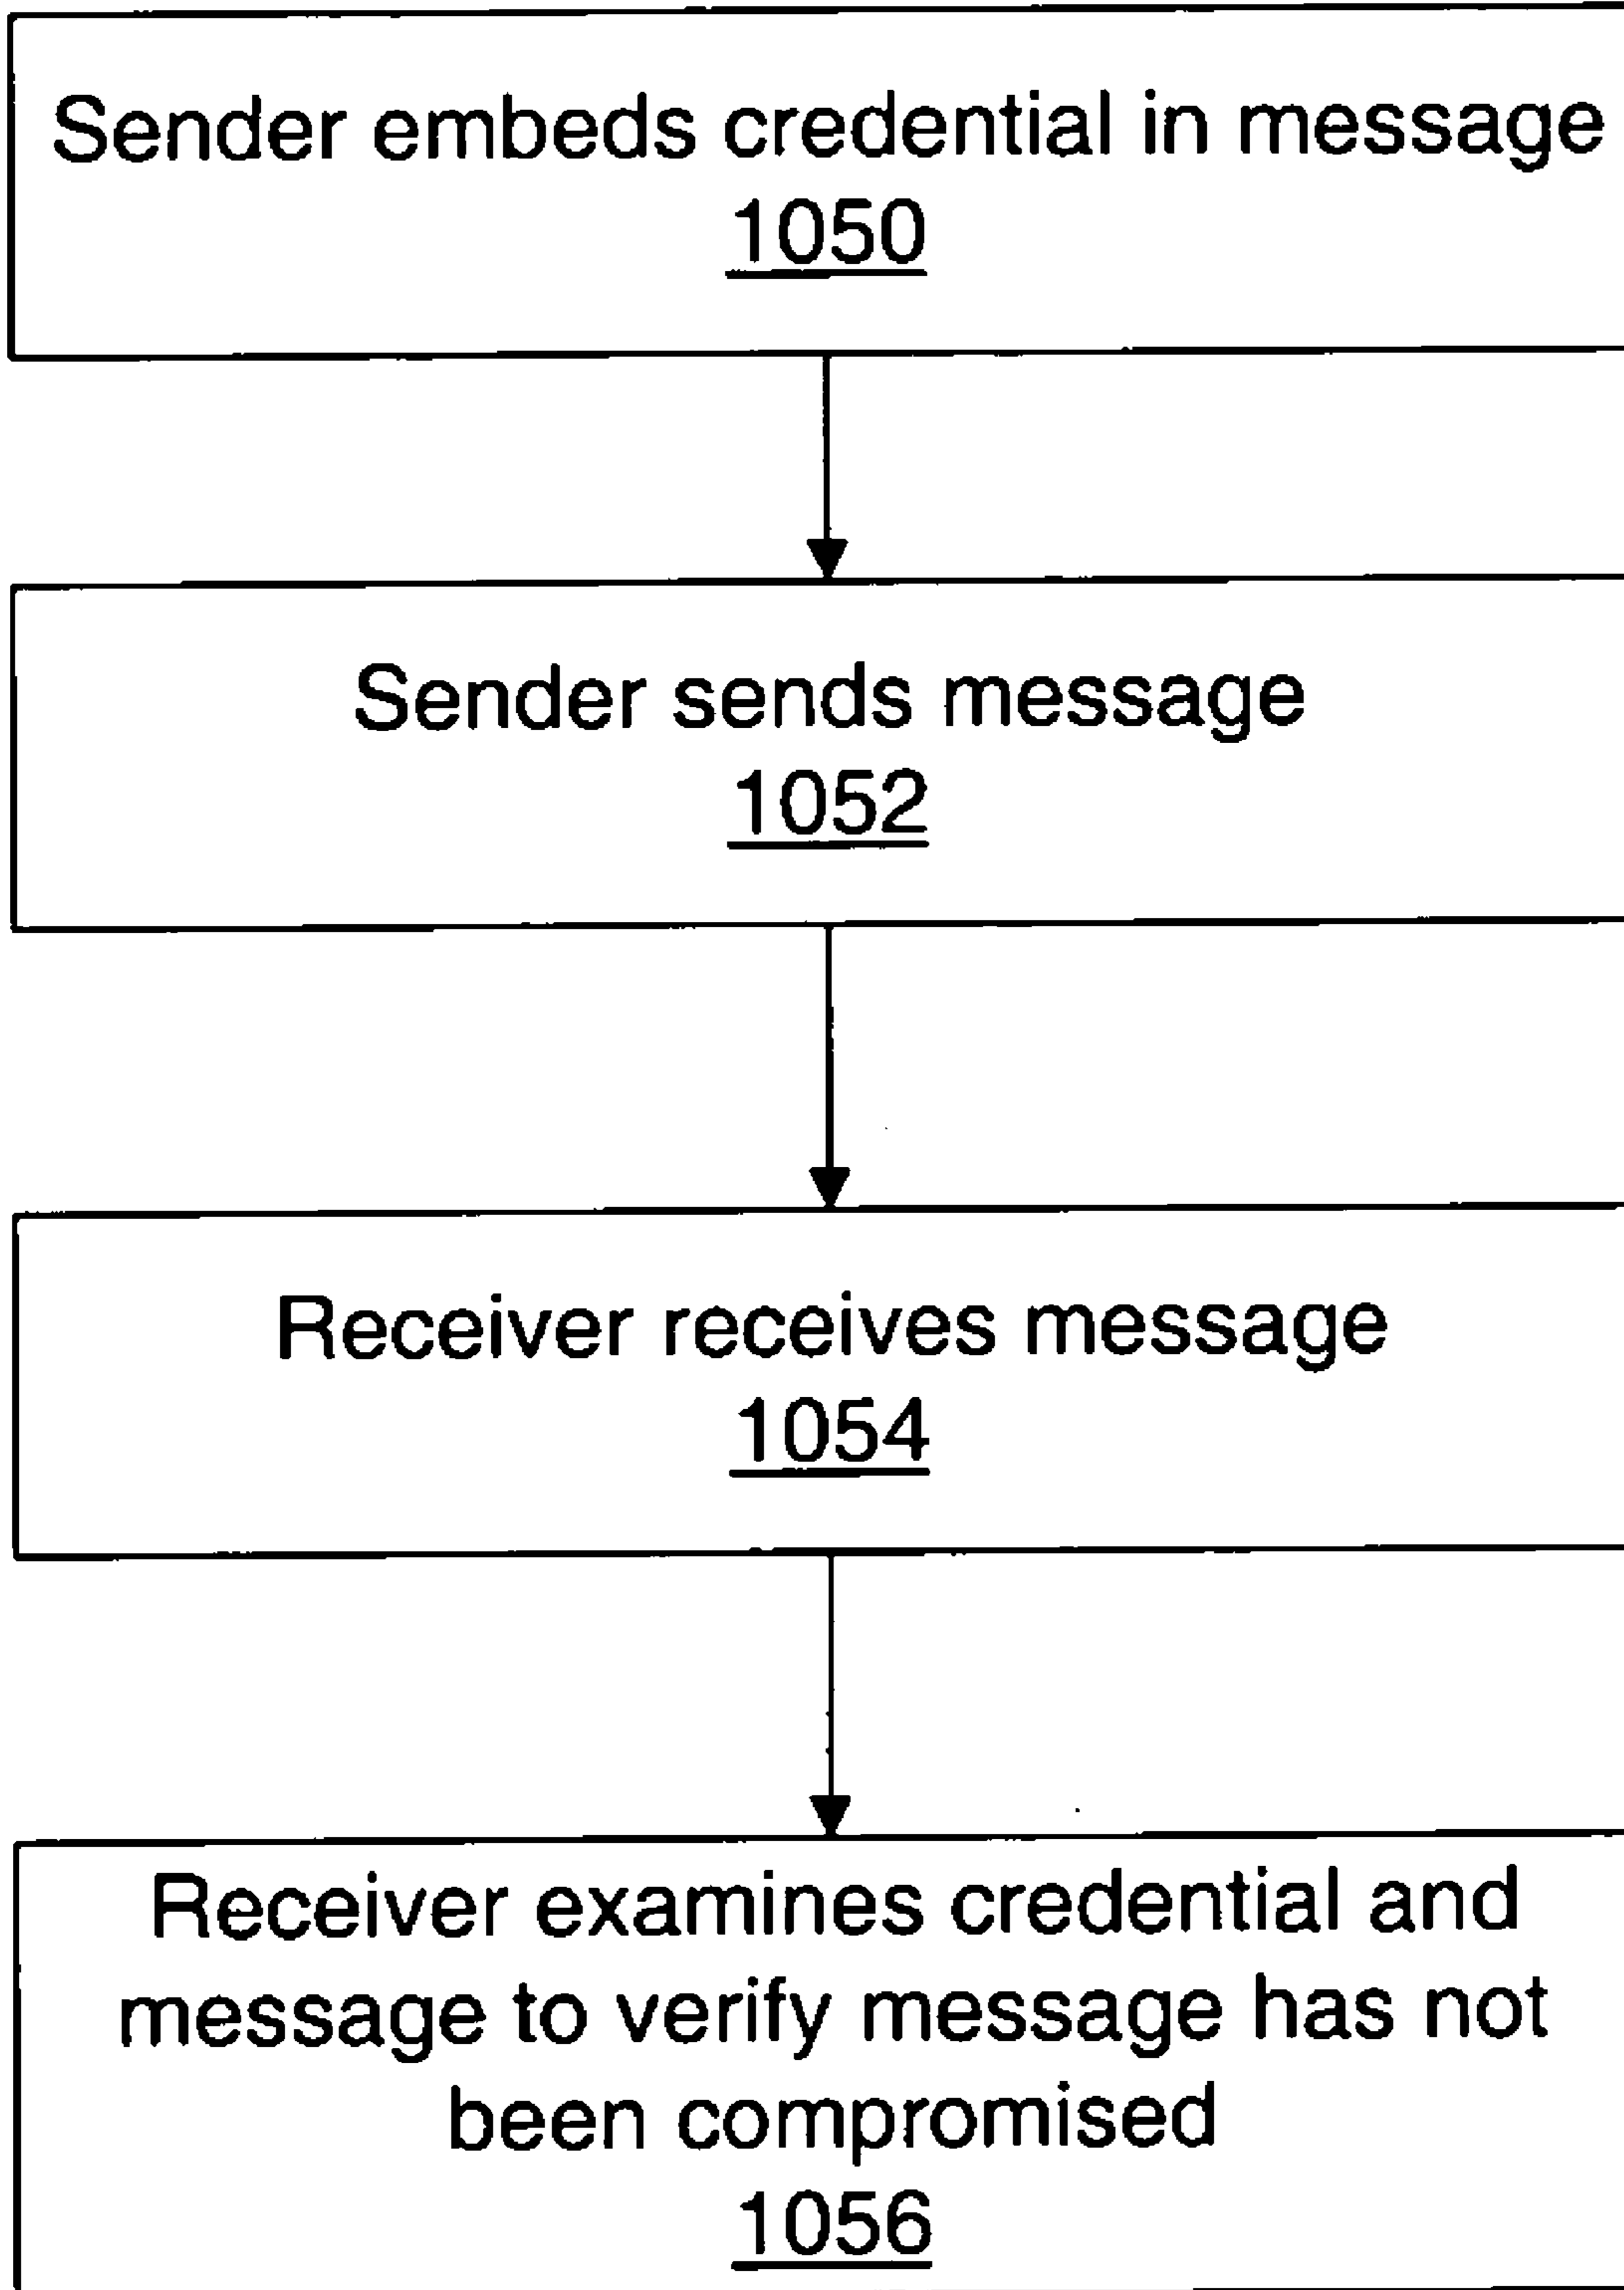 Sender embeds credential in message
1050
Sender sends message
1052
Receiver receives message
1054
Receiver examines credential and
message to verify message has not
been compromised
1056